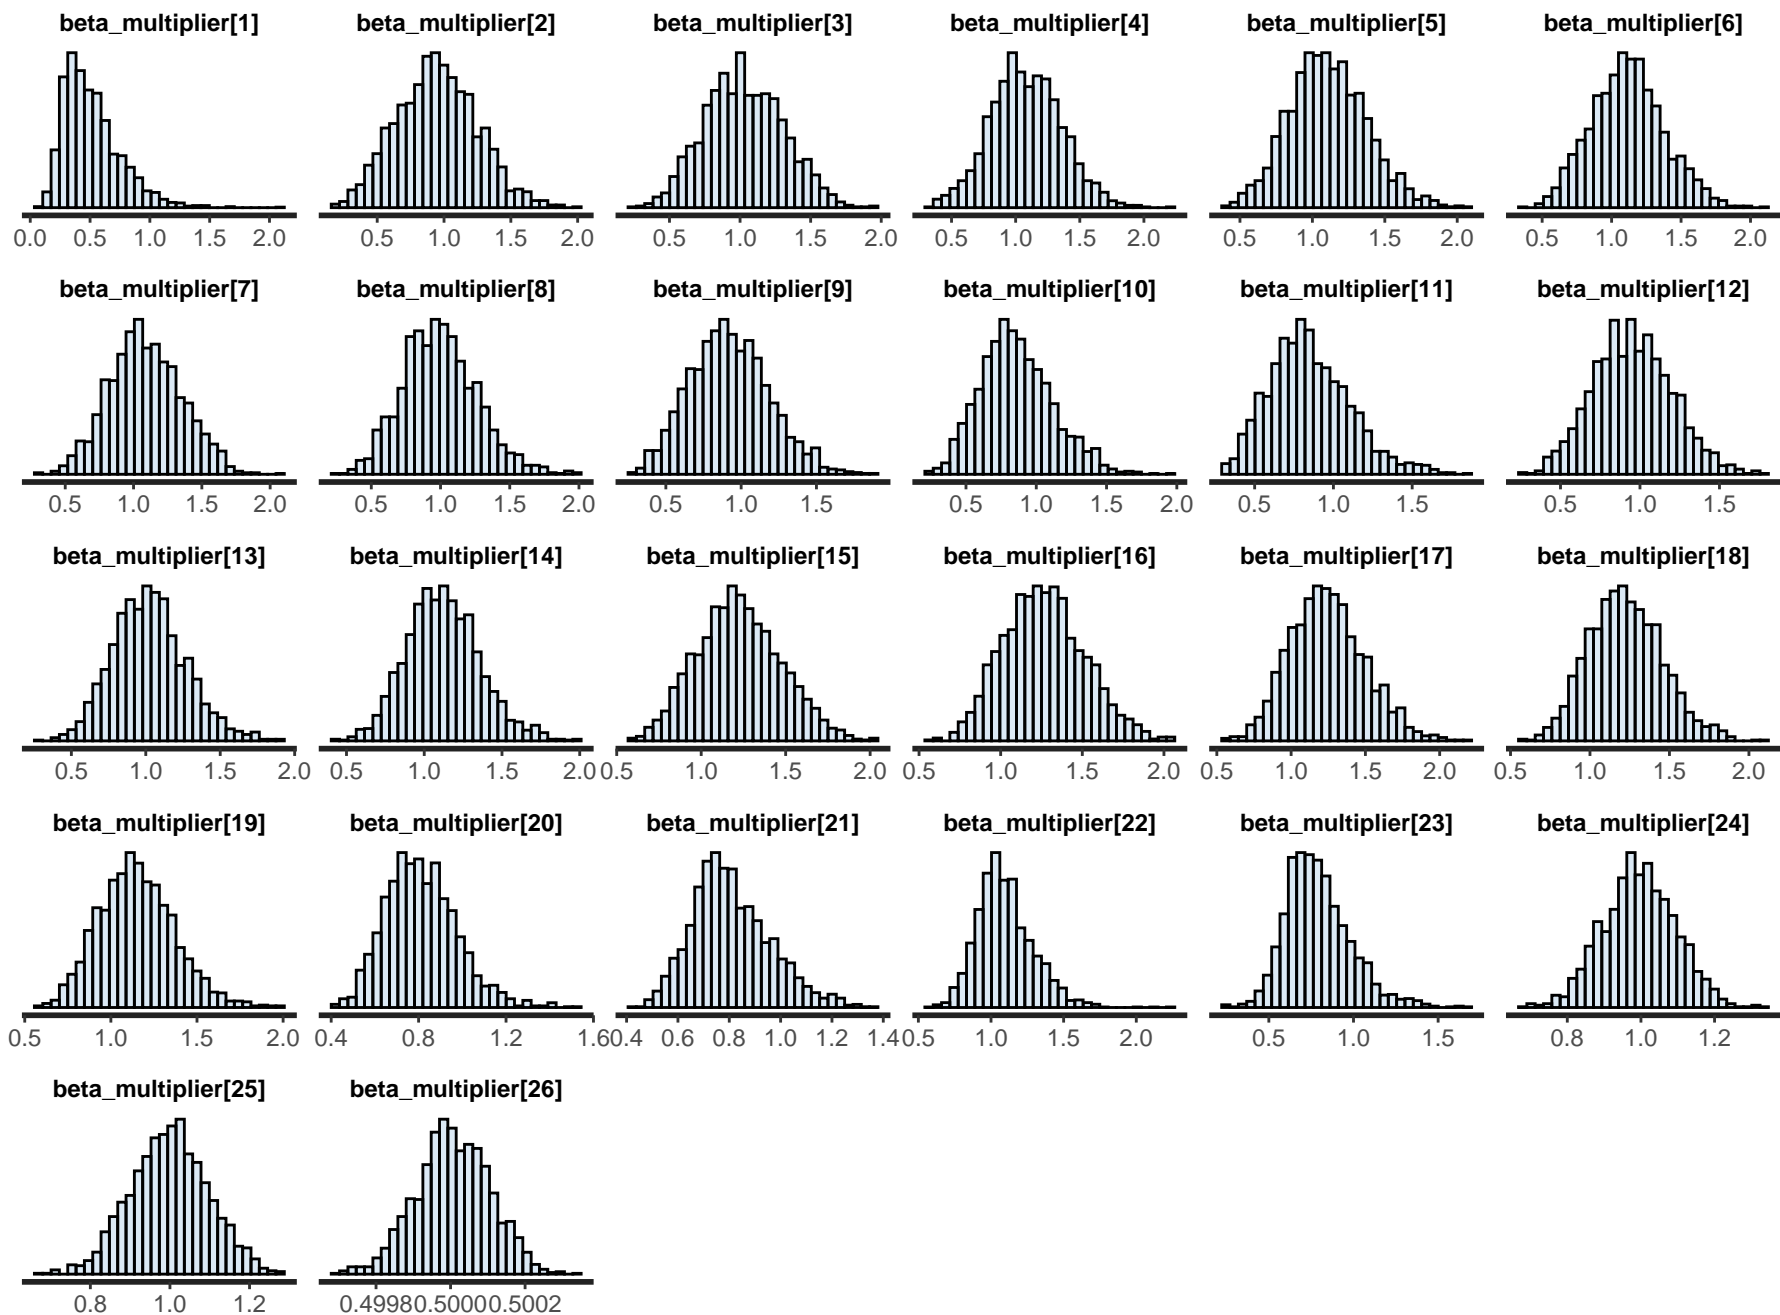 beta_multiplier[1] beta_multiplier[2] beta_multiplier[3] beta_multiplier[4] beta_multiplier[5] beta_multiplier[6]
0.0 0.5 1.0 1.5 2.0 0.5 1.0 1.5 2.0 0.5 1.0 1.5 2.0 0.5 1.0 1.5 2.0 0.5 1.0 1.5 2.0 0.5 1.0 1.5 2.0
beta_multiplier[7] beta_multiplier[8] beta_multiplier[9] beta_multiplier[10] beta_multiplier[11] beta_multiplier[12]
0.5 1.0 1.5 2.0 0.5 1.0 1.5 2.0 0.5 1.0 1.5 0.5 1.0 1.5 2.0 0.5 1.0 1.5 0.5 1.0 1.5
beta_multiplier[13] beta_multiplier[14] beta_multiplier[15] beta_multiplier[16] beta_multiplier[17] beta_multiplier[18]
0.5 1.0 1.5 2.0 0.5 1.0 1.5 2.0 0.5 1.0 1.5 2.0 0.5 1.0 1.5 2.0 0.5 1.0 1.5 2.0 0.5 1.0 1.5 2.0
beta_multiplier[19] beta_multiplier[20] beta_multiplier[21] beta_multiplier[22] beta_multiplier[23] beta_multiplier[24]
0.5 1.0 1.5 2.0 0.4 0.8 1.2 1.6 0.4 0.6 0.8 1.0 1.2 1.4 0.5 1.0 1.5 2.0 0.5 1.0 1.5 0.8 1.0 1.2
beta_multiplier[25] beta_multiplier[26]
0.8 1.0 1.2 0.4998 0.5000 0.5002